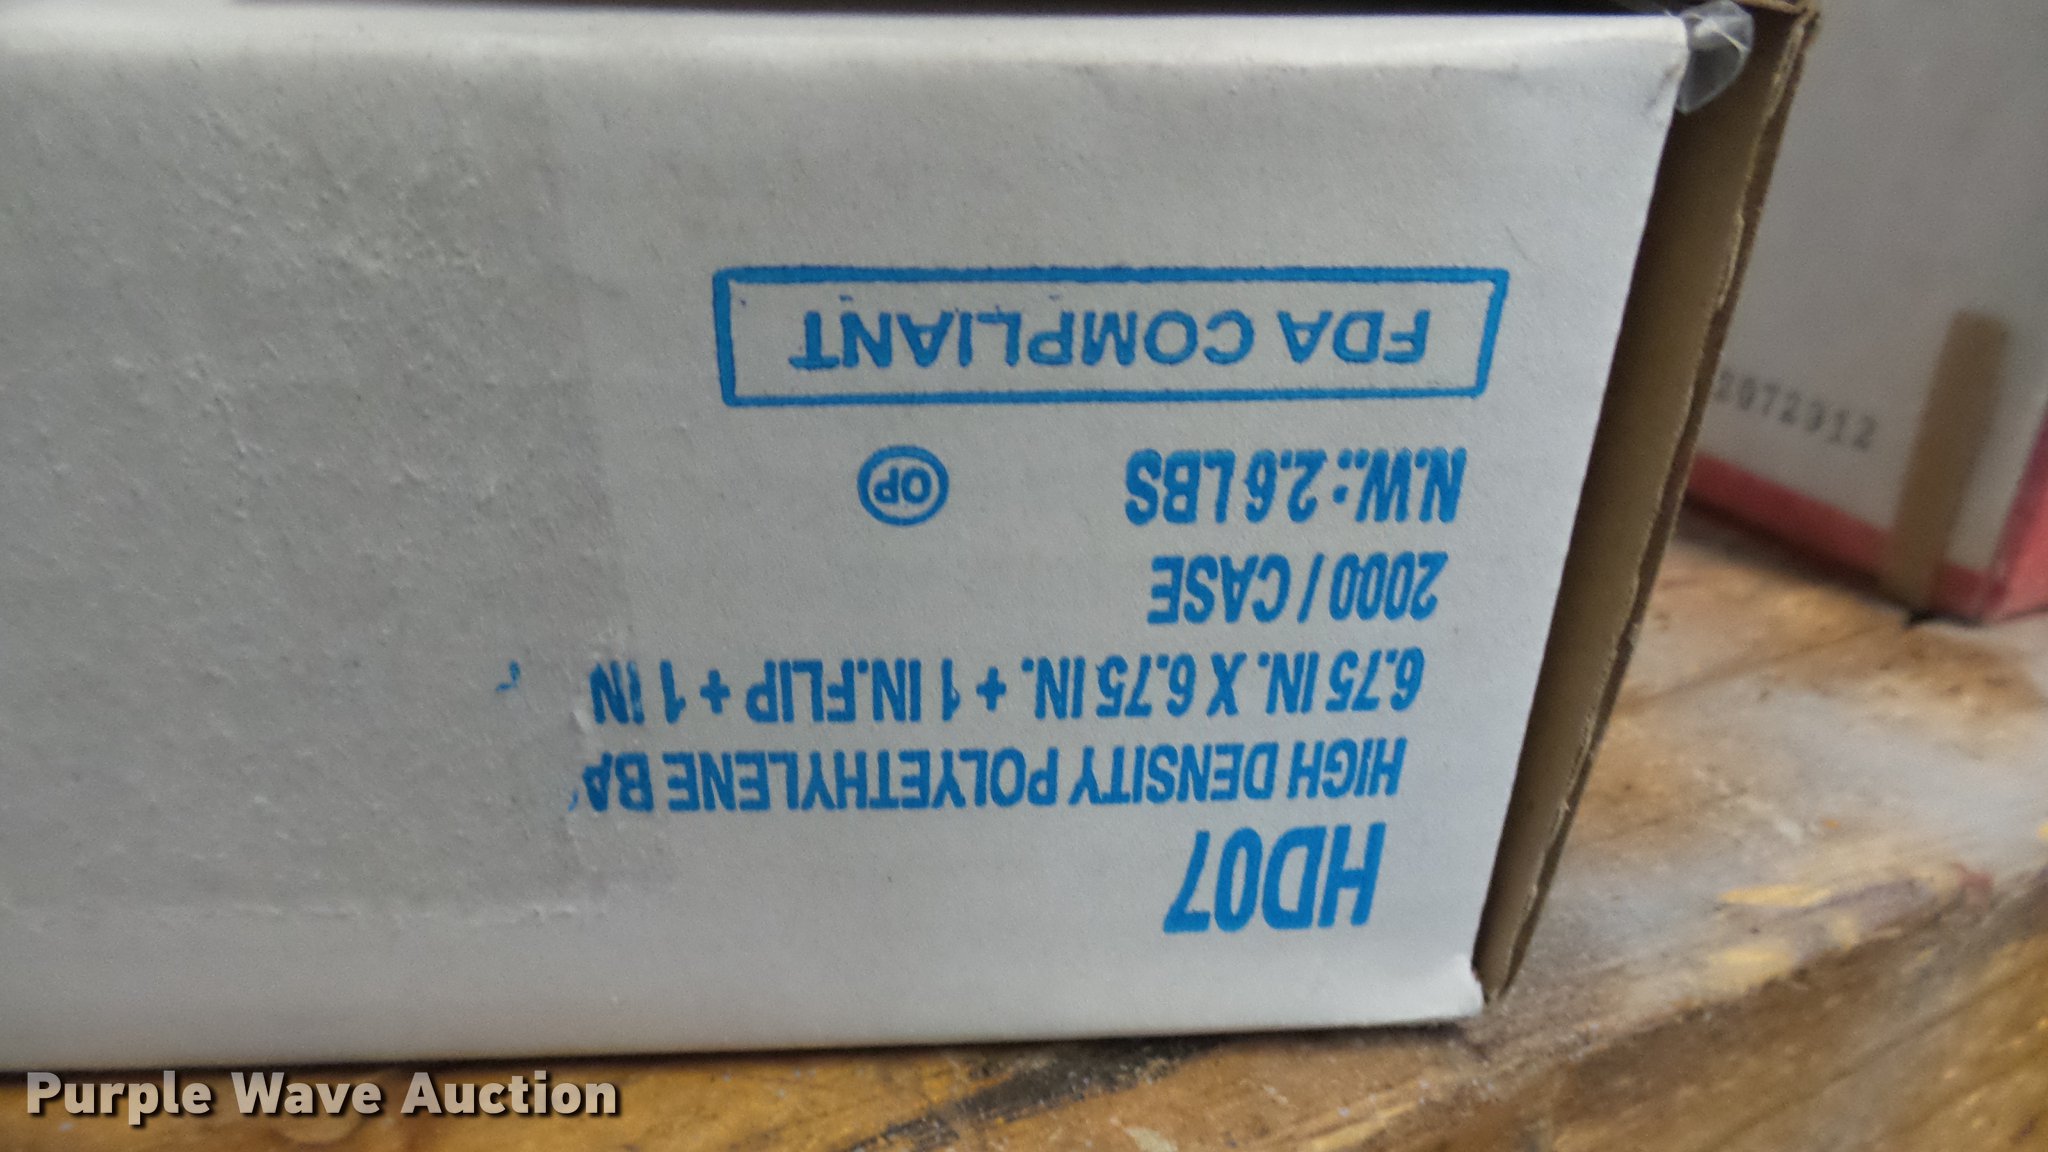 HD07
HIGH DENSITY POLYETHYLENE
6.75 IN. X 6.75 IN. + 1 IN.FLIP + 1 IN
2000 / CASE
N.W.: 2.6 LBS
OP
FDA COMPLIANT
Purple Wave Auction